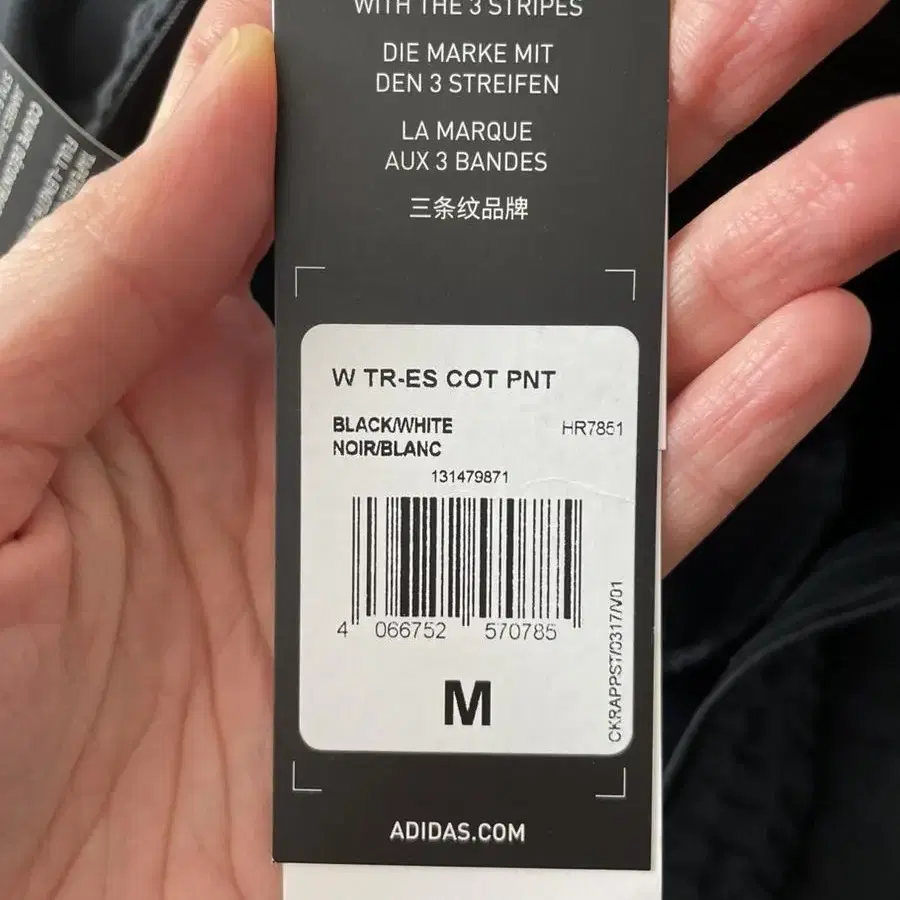 WITH THE 3 STRIPES
DIE MARKE MIT
DEN 3 STREIFEN
LA MARQUE
AUX 3 BANDES
三条纹品牌
W TR-ES COT PNT
BLACK/WHITE
HR7851
NOIR/BLANC
131479871
4 066752 570785
M
CKRAPPST/0317/V01
ADIDAS.COM